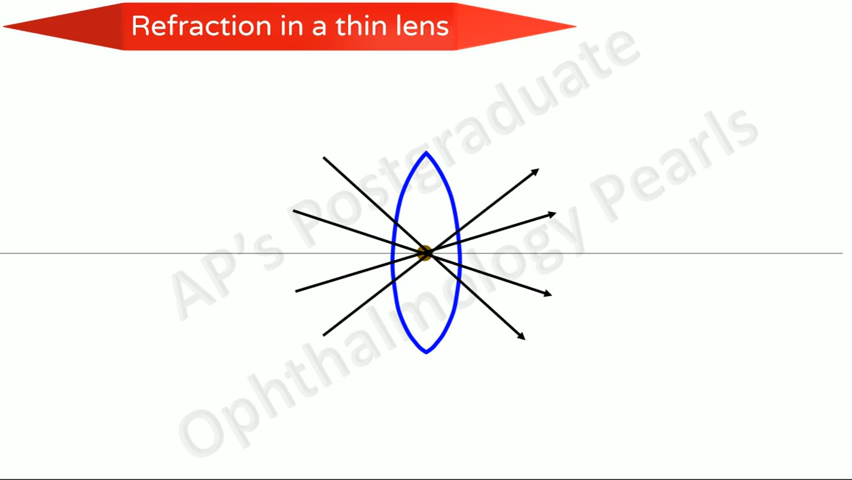 Refraction in a thin lens
AP's Postgraduate
Ophthalmology Pearls